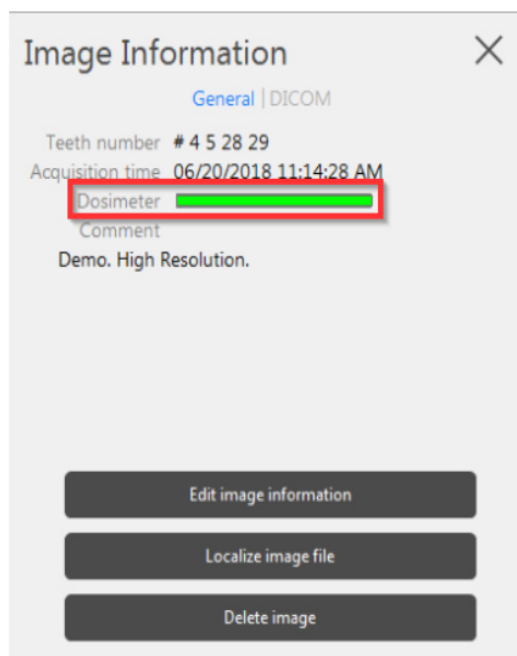 Image Information
General | DICOM
Teeth number # 4 5 28 29
Acquisition time 06/20/2018 11:14:28 AM
Dosimeter
Comment
Demo. High Resolution.
Edit image information
Localize image file
Delete image